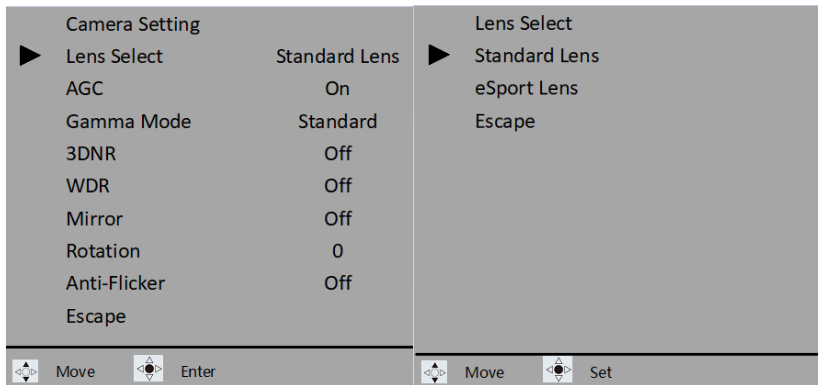 Camera Setting
Lens Select Standard Lens
AGC On
Gamma Mode Standard
3DNR Off
WDR Off
Mirror Off
Rotation 0
Anti-Flicker Off
Escape
Move Enter
Lens Select
Standard Lens
eSport Lens
Escape
Move Set